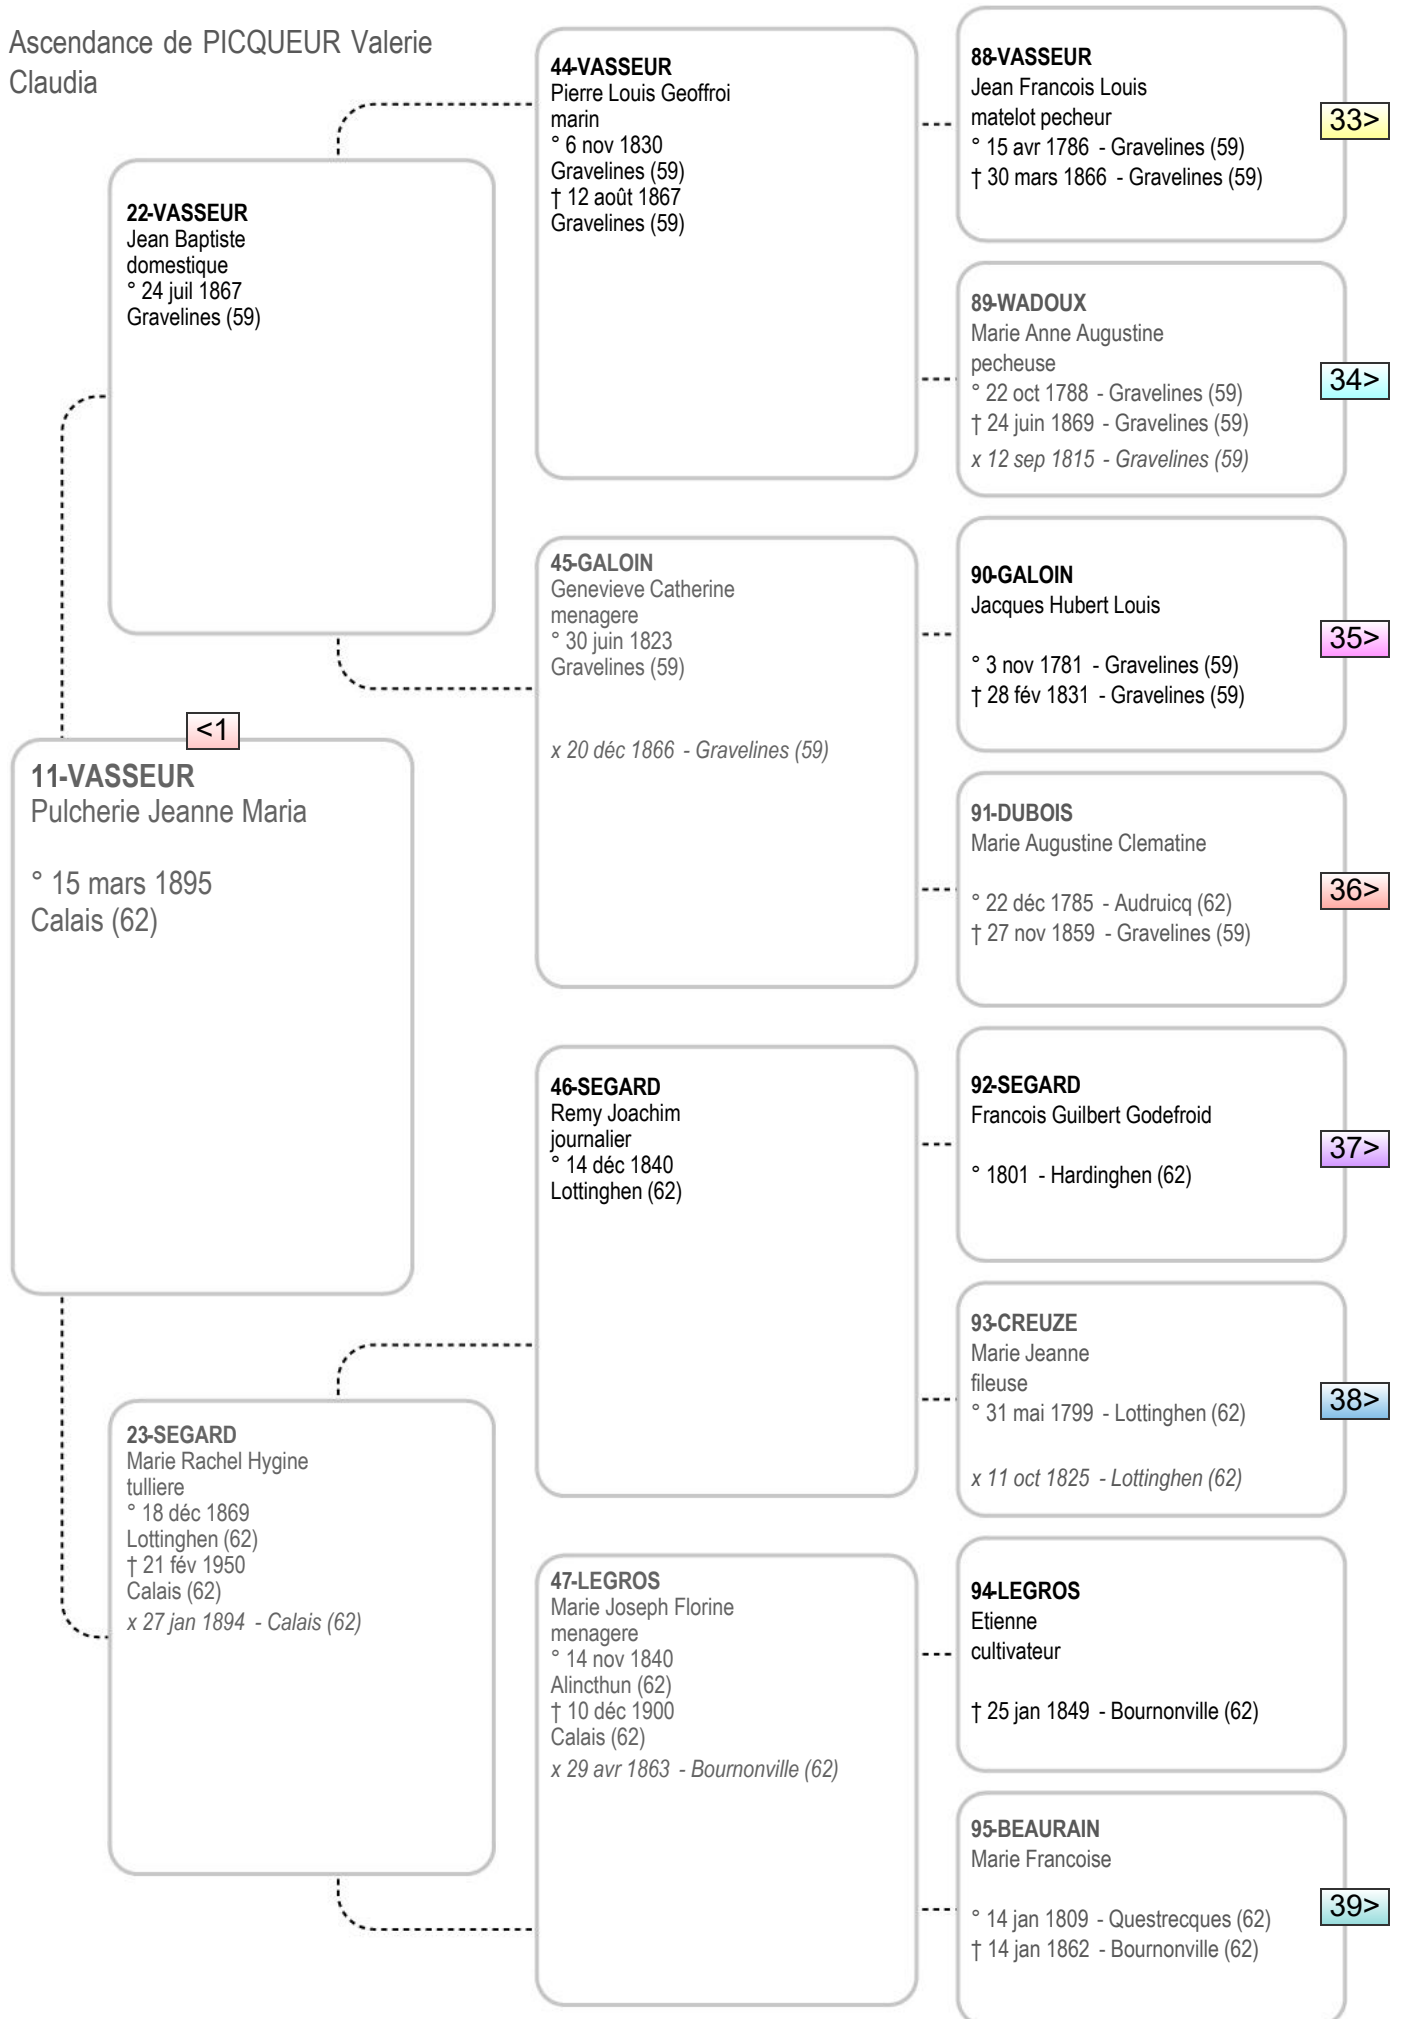 Ascendance de PICQUEUR Valerie
Claudia
44-VASSEUR
Pierre Louis Geoffroi
marin
° 6 nov 1830
Gravelines (59)
† 12 août 1867
Gravelines (59)
88-VASSEUR
Jean Francois Louis
matelot pecheur
° 15 avr 1786 - Gravelines (59)
† 30 mars 1866 - Gravelines (59)
33>
22-VASSEUR
Jean Baptiste
domestique
° 24 juil 1867
Gravelines (59)
89-WADOUX
Marie Anne Augustine
pecheuse
° 22 oct 1788 - Gravelines (59)
† 24 juin 1869 - Gravelines (59)
x 12 sep 1815 - Gravelines (59)
34>
45-GALOIN
Genevieve Catherine
menagere
° 30 juin 1823
Gravelines (59)
x 20 déc 1866 - Gravelines (59)
90-GALOIN
Jacques Hubert Louis
° 3 nov 1781 - Gravelines (59)
† 28 fév 1831 - Gravelines (59)
35>
<1
11-VASSEUR
Pulcherie Jeanne Maria
° 15 mars 1895
Calais (62)
91-DUBOIS
Marie Augustine Clematine
° 22 déc 1785 - Audruicq (62)
† 27 nov 1859 - Gravelines (59)
36>
46-SEGARD
Remy Joachim
journalier
° 14 déc 1840
Lottinghen (62)
92-SEGARD
Francois Guilbert Godefroid
° 1801 - Hardinghen (62)
37>
93-CREUZE
Marie Jeanne
fileuse
° 31 mai 1799 - Lottinghen (62)
x 11 oct 1825 - Lottinghen (62)
38>
23-SEGARD
Marie Rachel Hygine
tulliere
° 18 déc 1869
Lottinghen (62)
† 21 fév 1950
Calais (62)
x 27 jan 1894 - Calais (62)
47-LEGROS
Marie Joseph Florine
menagere
° 14 nov 1840
Alincthun (62)
† 10 déc 1900
Calais (62)
x 29 avr 1863 - Bournonville (62)
94-LEGROS
Etienne
cultivateur
† 25 jan 1849 - Bournonville (62)
95-BEAURAIN
Marie Francoise
° 14 jan 1809 - Questrecques (62)
† 14 jan 1862 - Bournonville (62)
39>